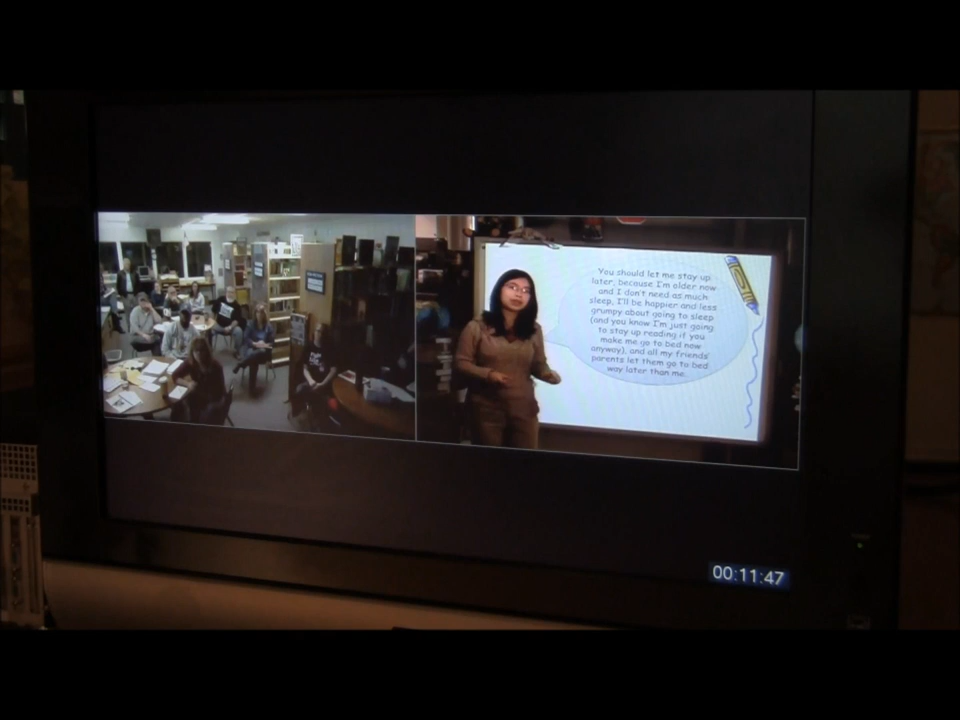 You should let me stay up
later, because I'm older now
and I don't need as much
sleep, I'll be happier and less
grumpy about going to sleep
(and you know I'm just going
to stay up reading if you
make me go to bed now
anyway), and all my friends'
parents let them go to bed
way later than me.
00:11:47